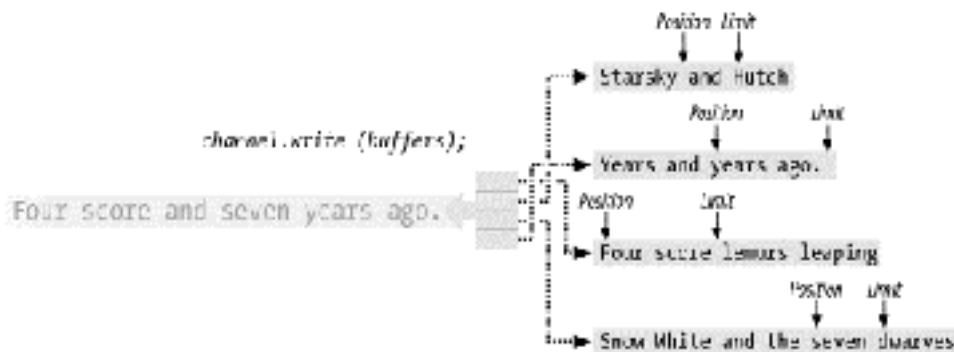 Position Limit
Starsky and Hutch
Position Limit
channel.write (buffers);
Years and years ago.
Four score and seven years ago.
Position Limit
Four score lemurs leaping
Position Limit
Snow White and the seven dwarves